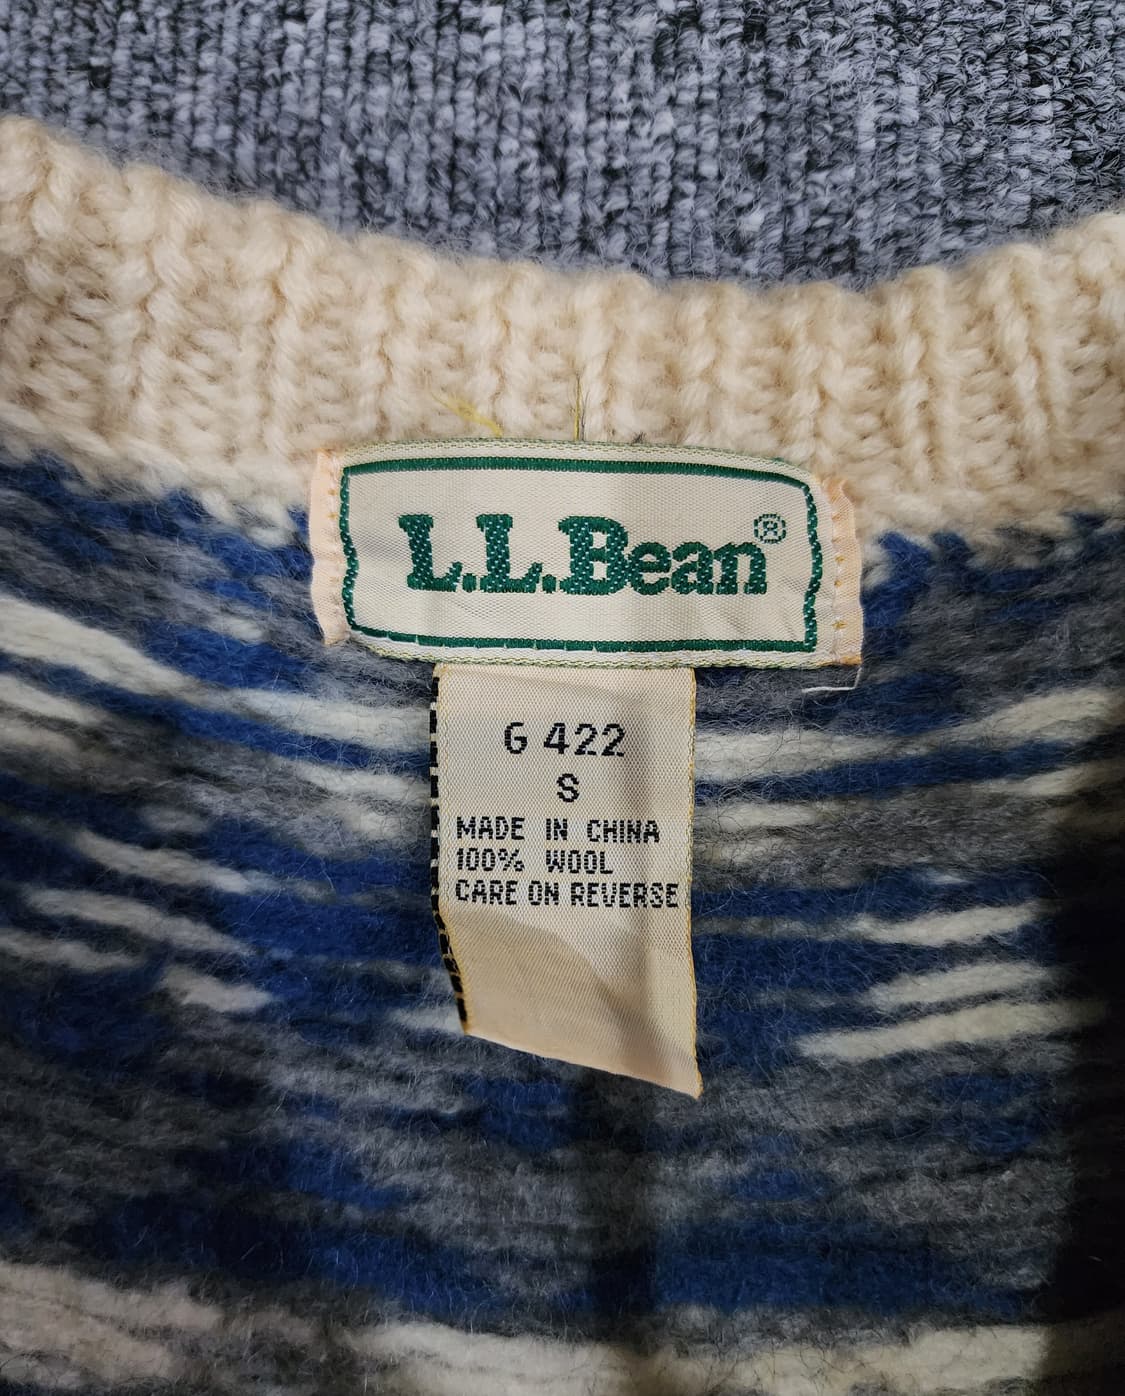 L.L.Bean®
G 422
S
MADE IN CHINA
100% WOOL
CARE ON REVERSE